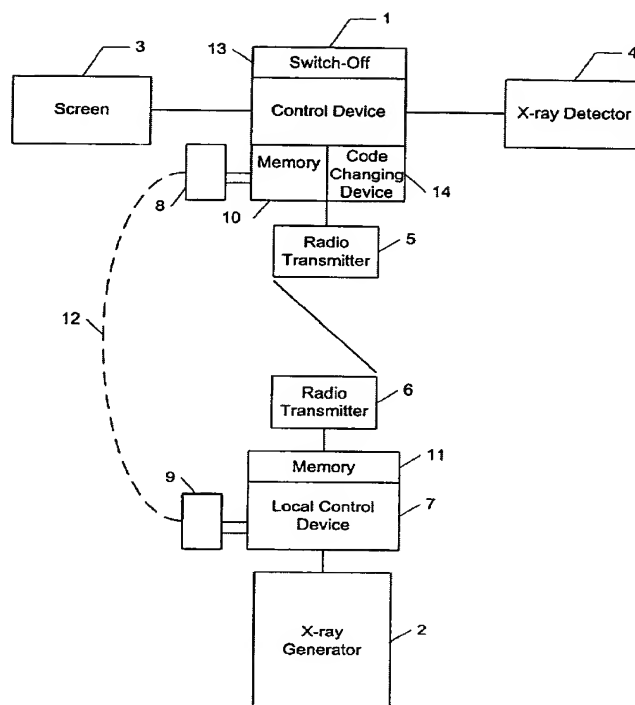 1
13
3
4
Switch-Off
Screen
Control Device
X-ray Detector
Memory
Code
Changing
Device
8
10
14
Radio
Transmitter
5
12
Radio
Transmitter
6
Memory
11
9
Local Control
Device
7
X-ray
Generator
2